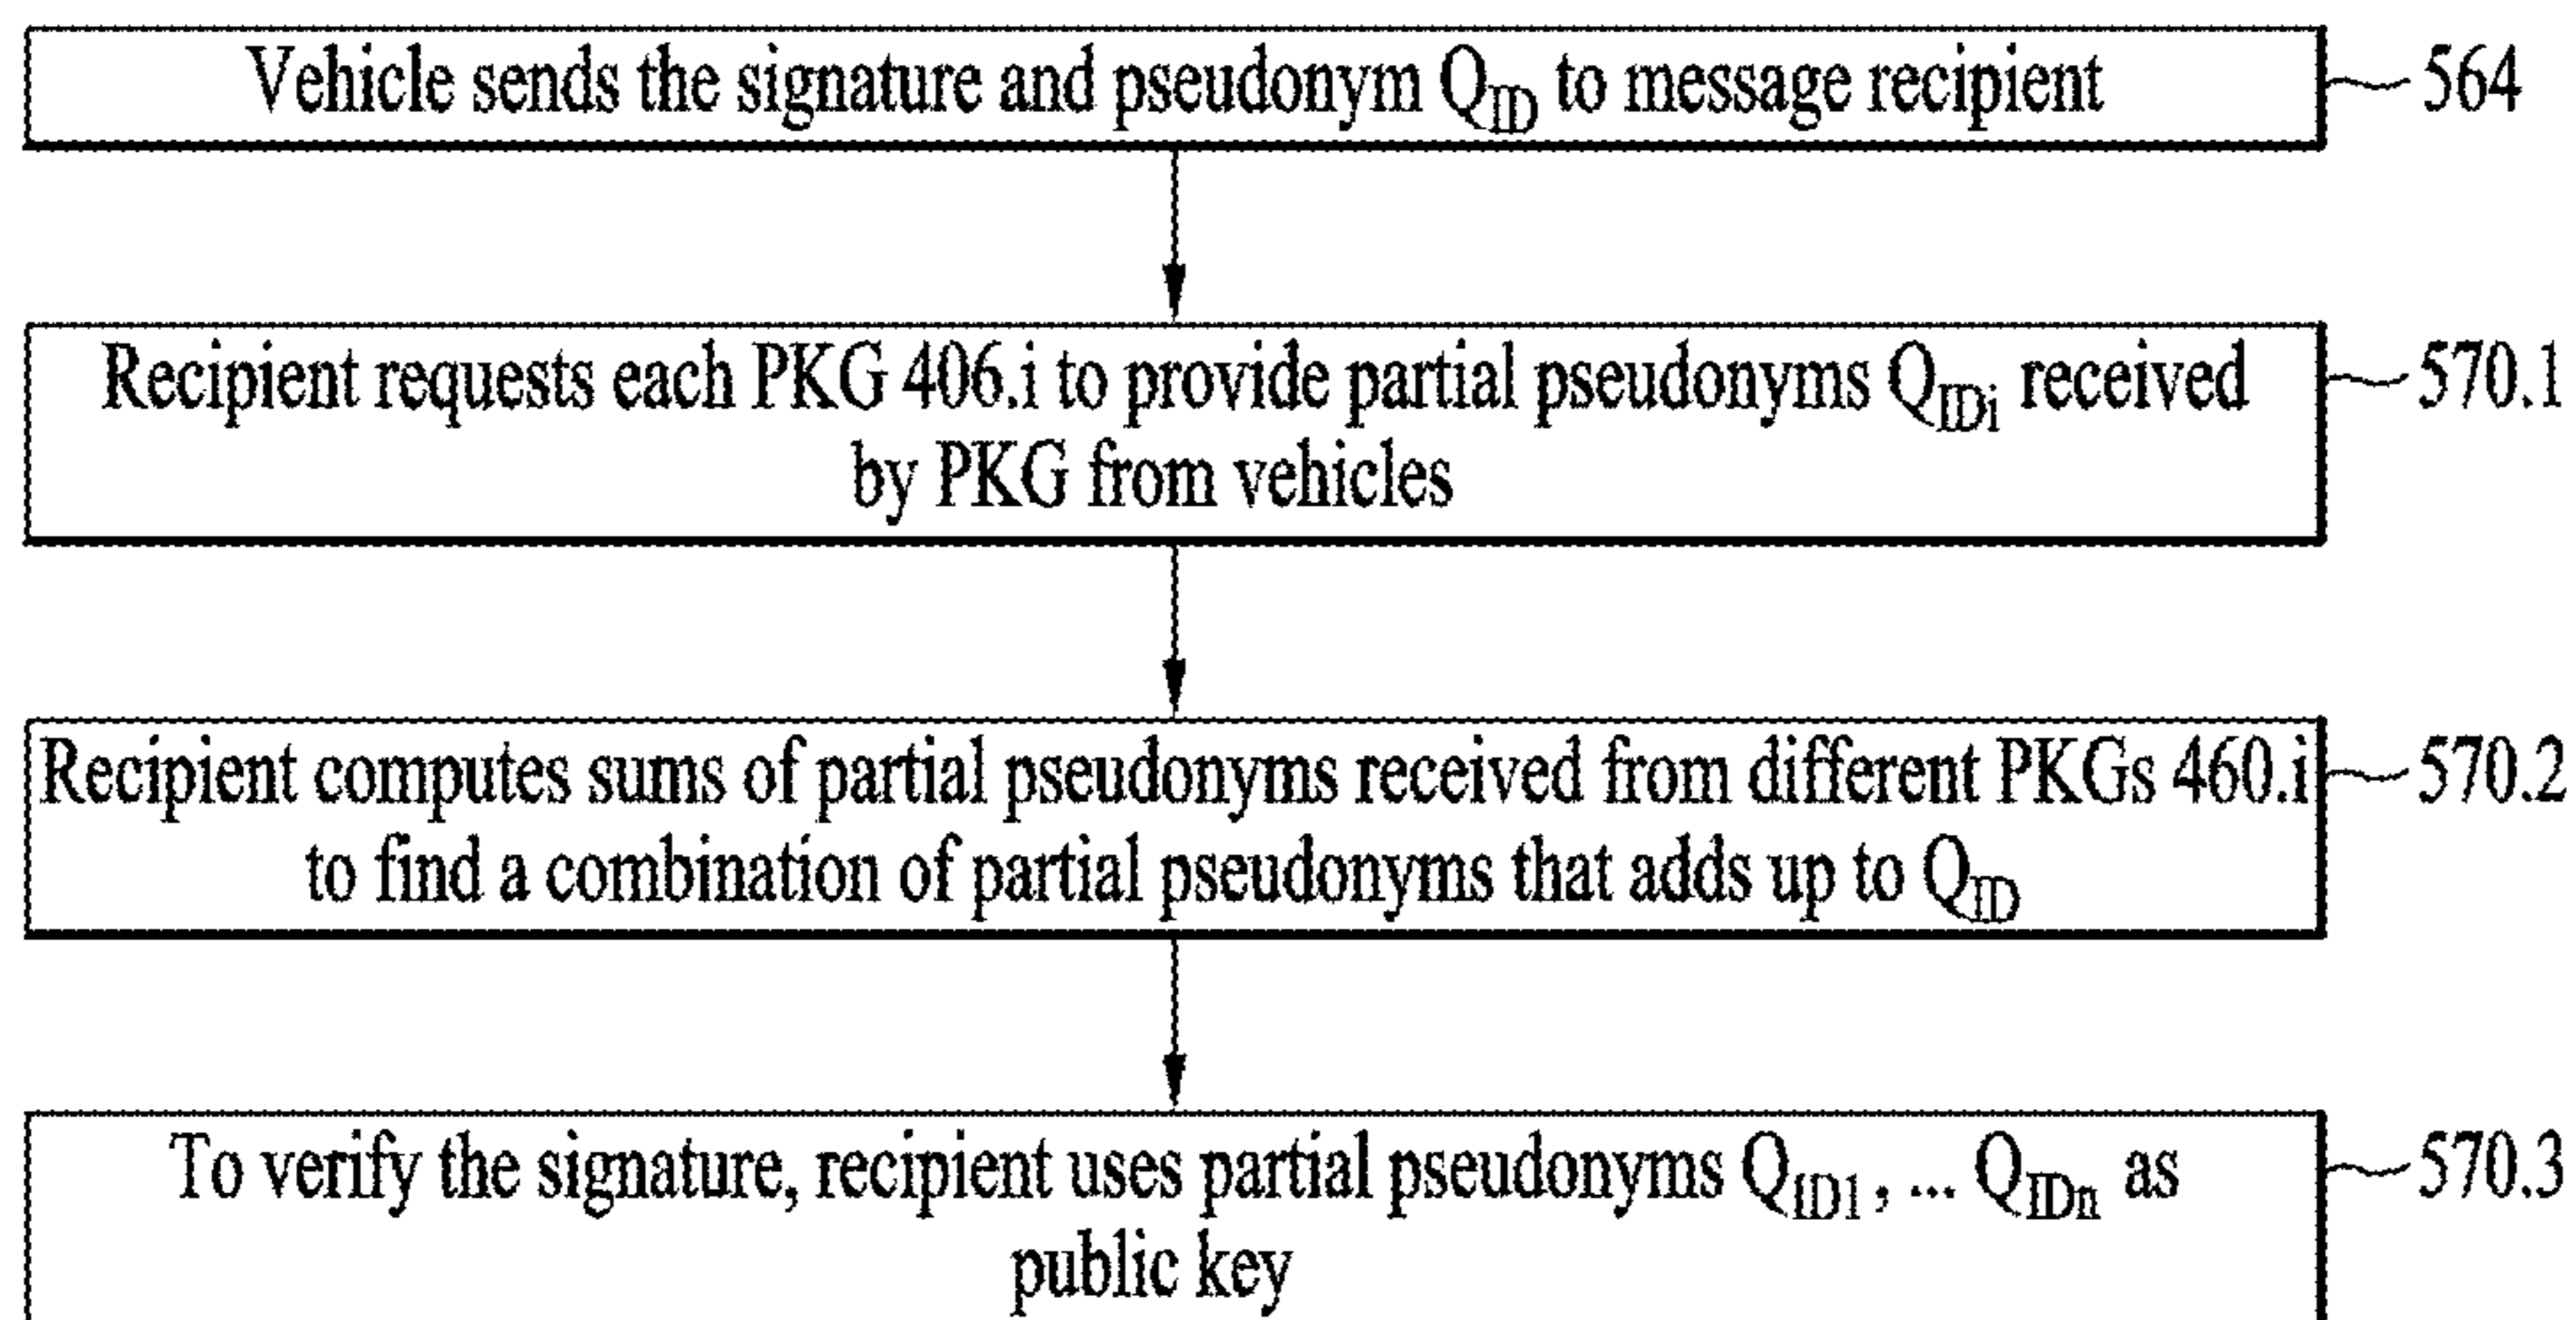 Vehicle sends the signature and pseudonym Q_ID to message recipient 564
Recipient requests each PKG 406.i to provide partial pseudonyms Q_IDi received 570.1
by PKG from vehicles
Recipient computes sums of partial pseudonyms received from different PKGs 460.i 570.2
to find a combination of partial pseudonyms that adds up to Q_ID
To verify the signature, recipient uses partial pseudonyms Q_ID1, ... Q_IDn as 570.3
public key